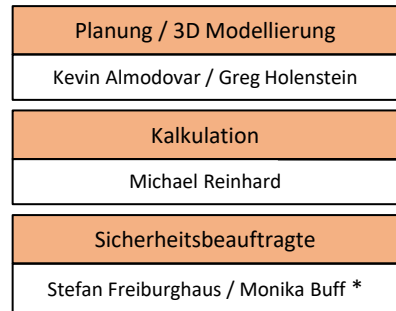 Planung / 3D Modellierung
Kevin Almodovar / Greg Holenstein
Kalkulation
Michael Reinhard
Sicherheitsbeauftragte
Stefan Freiburghaus / Monika Buff *